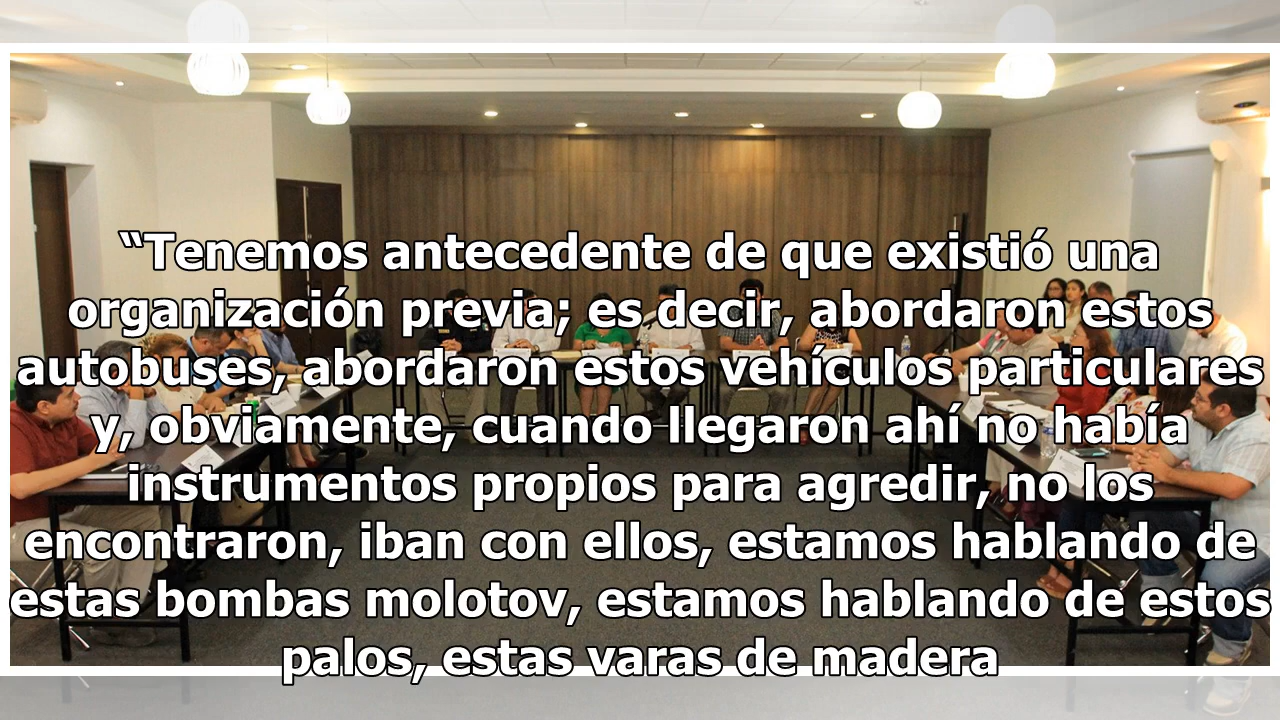 “Tenemos antecedente de que existió una
organización previa; es decir, abordaron estos
autobuses, abordaron estos vehículos particulares
y, obviamente, cuando llegaron ahí no había
instrumentos propios para agredir, no los
encontraron, iban con ellos, estamos hablando de
estas bombas molotov, estamos hablando de estos
palos, estas varas de madera